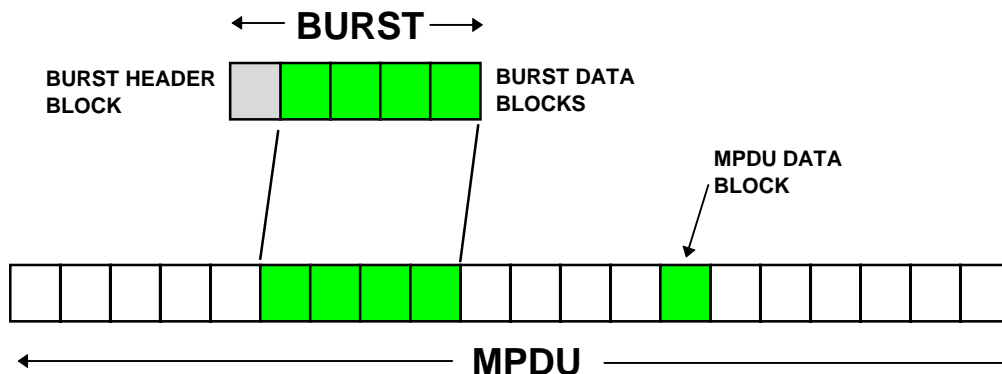 BURST
BURST HEADER
BLOCK
BURST DATA
BLOCKS
MPDU DATA
BLOCK
MPDU